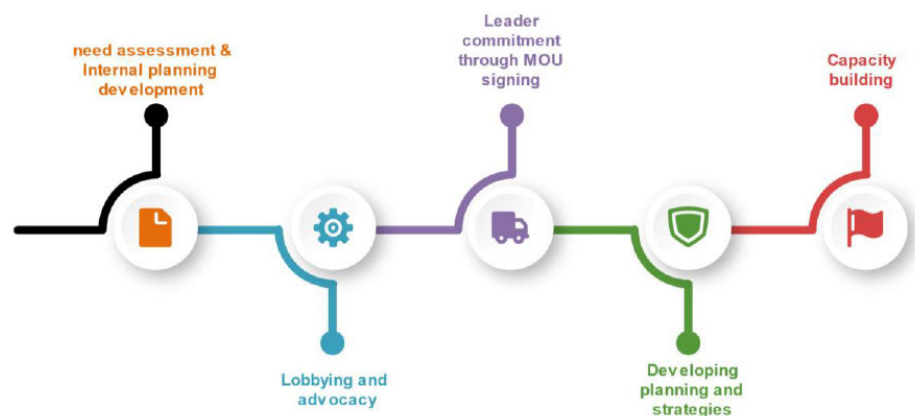 need assessment &
Internal planning
development
Lobbying and
advocacy
Leader
commitment
through MOU
signing
Developing
planning and
strategies
Capacity
building